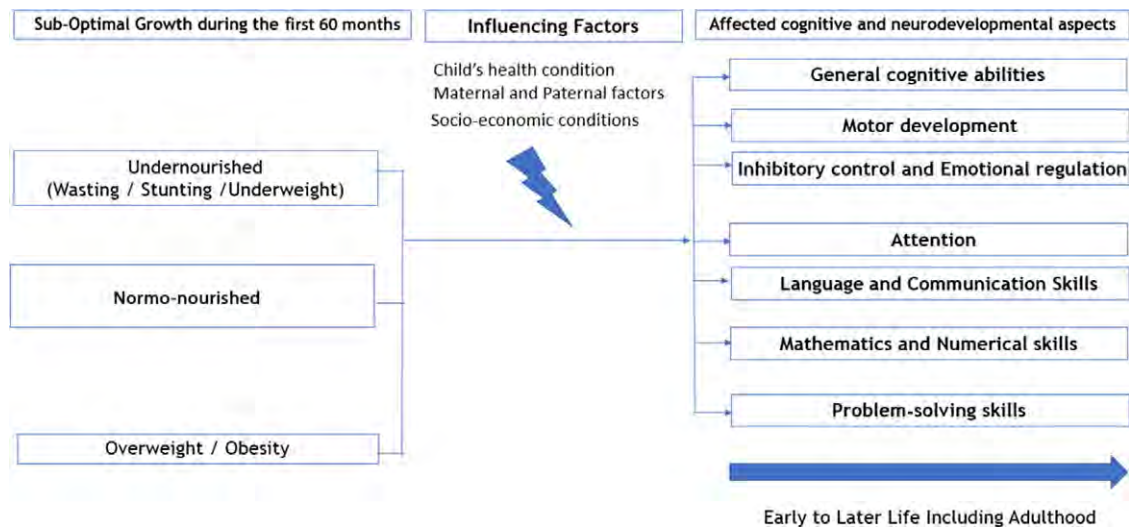 Sub-Optimal Growth during the first 60 months
Influencing Factors
Affected cognitive and neurodevelopmental aspects
Child's health condition
Maternal and Paternal factors
Socio-economic conditions
Undernourished
(Wasting / Stunting /Underweight)
Normo-nourished
Overweight / Obesity
General cognitive abilities
Motor development
Inhibitory control and Emotional regulation
Attention
Language and Communication Skills
Mathematics and Numerical skills
Problem-solving skills
Early to Later Life Including Adulthood